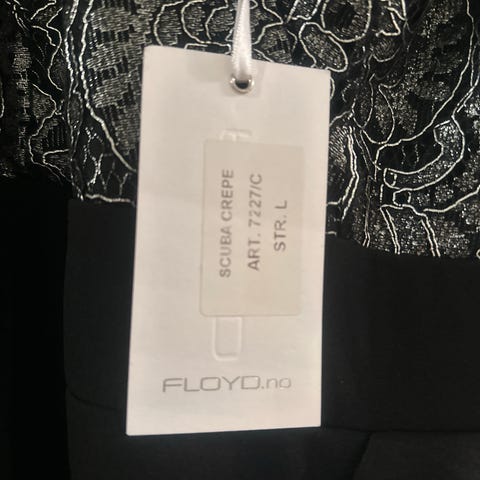 SCUBA CREPE
ART. 7227/C
STR. L
FLOYD.no